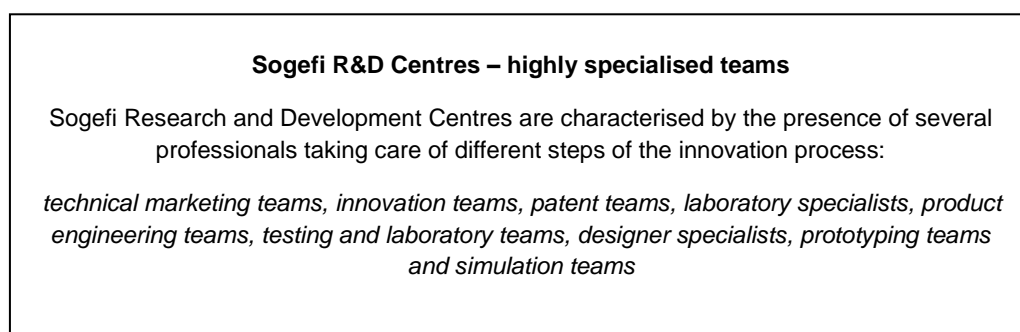 Sogefi R&D Centres – highly specialised teams
Sogefi Research and Development Centres are characterised by the presence of several
professionals taking care of different steps of the innovation process:
technical marketing teams, innovation teams, patent teams, laboratory specialists, product
engineering teams, testing and laboratory teams, designer specialists, prototyping teams
and simulation teams